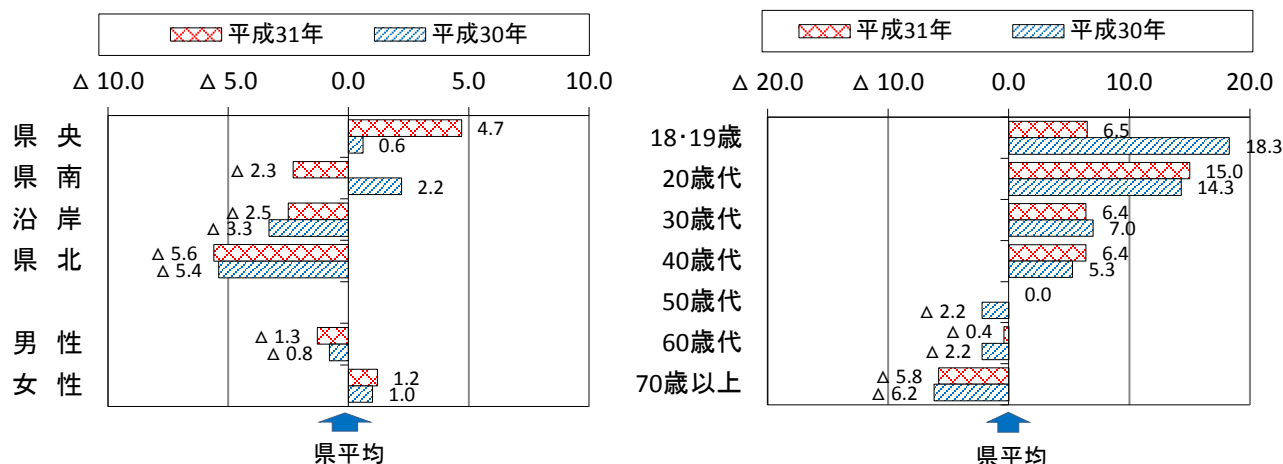 平成31年 平成30年
△ 10.0 △ 5.0 0.0 5.0 10.0
県 央 4.7
0.6
県 南 △ 2.3
2.2
沿 岸 △ 2.5
△ 3.3
県 北 △ 5.6
△ 5.4
男 性 △ 1.3
△ 0.8
女 性 1.2
1.0
県平均
平成31年 平成30年
△ 20.0 △ 10.0 0.0 10.0 20.0
18・19歳 6.5
18.3
20歳代 15.0
14.3
30歳代 6.4
7.0
40歳代 6.4
5.3
50歳代 0.0
△ 2.2
60歳代 △ 0.4
△ 2.2
70歳以上 △ 5.8
△ 6.2
県平均